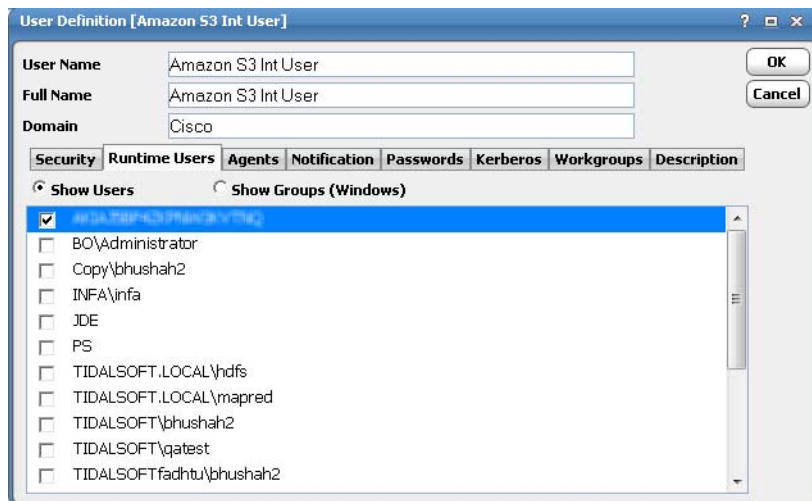 User Definition [Amazon S3 Int User]
User Name Amazon S3 Int User OK
Full Name Amazon S3 Int User Cancel
Domain Cisco
Security Runtime Users Agents Notification Passwords Kerberos Workgroups Description
Show Users Show Groups (Windows)
BO\Administrator
Copy\bhushah2
INFA\infa
JDE
PS
TIDALSOFT.LOCAL\hdfs
TIDALSOFT.LOCAL\mapred
TIDALSOFT\bhushah2
TIDALSOFT\qatest
TIDALSOFTfadhtu\bhushah2